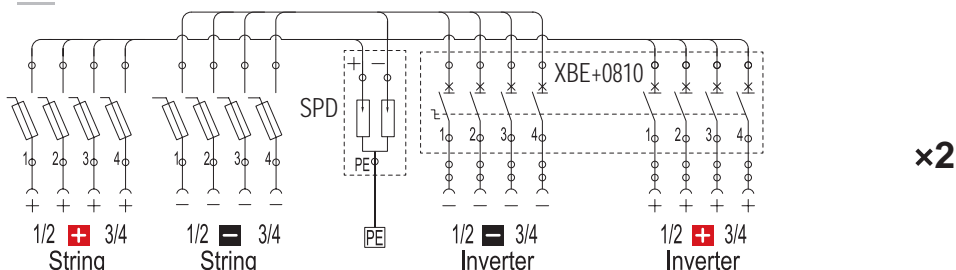 + −
XBE+0810
SPD
1 2 3 4 1 2 3 4 1 2 3 4 1 2 3 4
PE
×2
+ + + + − − − − − − − − + + + +
1/2 + 3/4 1/2 − 3/4 PE 1/2 − 3/4 1/2 + 3/4
String String Inverter Inverter